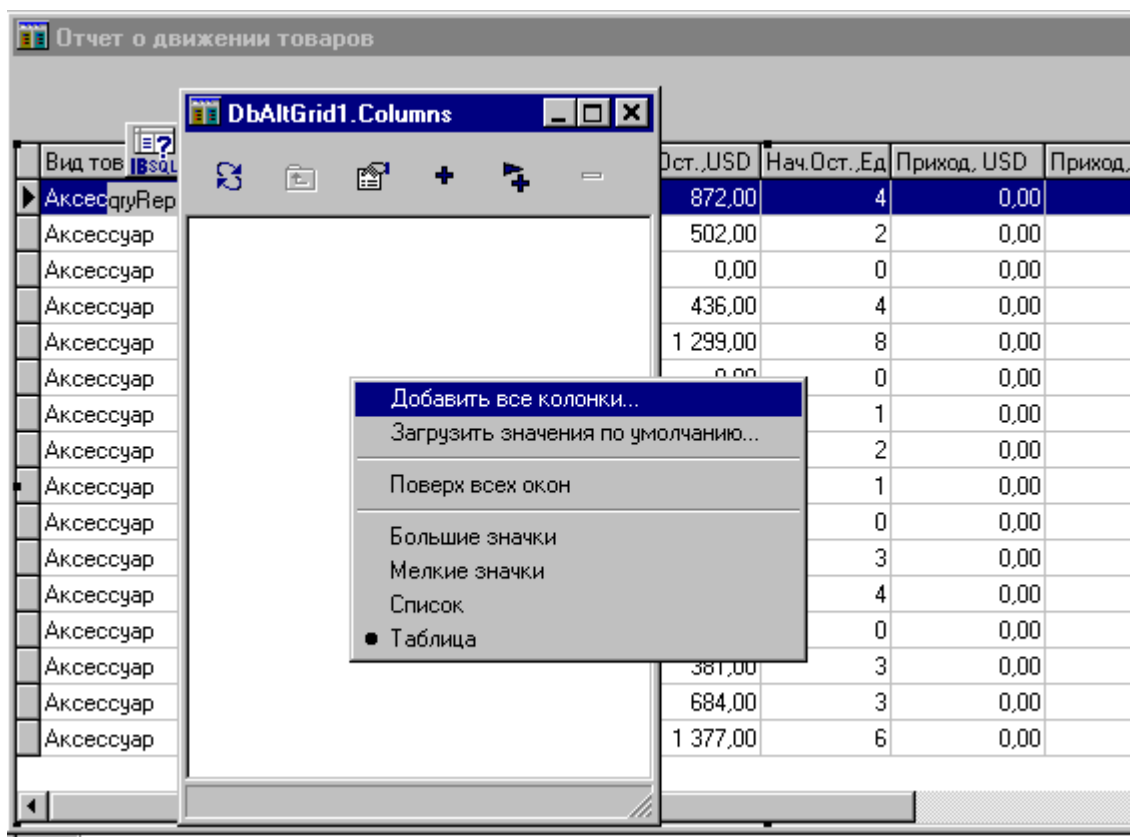 Отчет о движении товаров
DbAltGrid1.Columns
Вид тов IBSQL Ост.,USD Нач.Ост.,Ед Приход, USD Приход,
Аксес qryRep 872,00 4 0,00
Аксессуар 502,00 2 0,00
Аксессуар 0,00 0 0,00
Аксессуар 436,00 4 0,00
Аксессуар 1 299,00 8 0,00
Аксессуар 0,00 0 0,00
Добавить все колонки...
Аксессуар 1 0,00
Загрузить значения по умолчанию...
Аксессуар 2 0,00
Аксессуар Поверх всех окон 1 0,00
Аксессуар 0 0,00
Большие значки
Аксессуар 3 0,00
Мелкие значки
Аксессуар 4 0,00
Список
Аксессуар 0 0,00
Таблица
Аксессуар 381,00 3 0,00
Аксессуар 684,00 3 0,00
Аксессуар 1 377,00 6 0,00